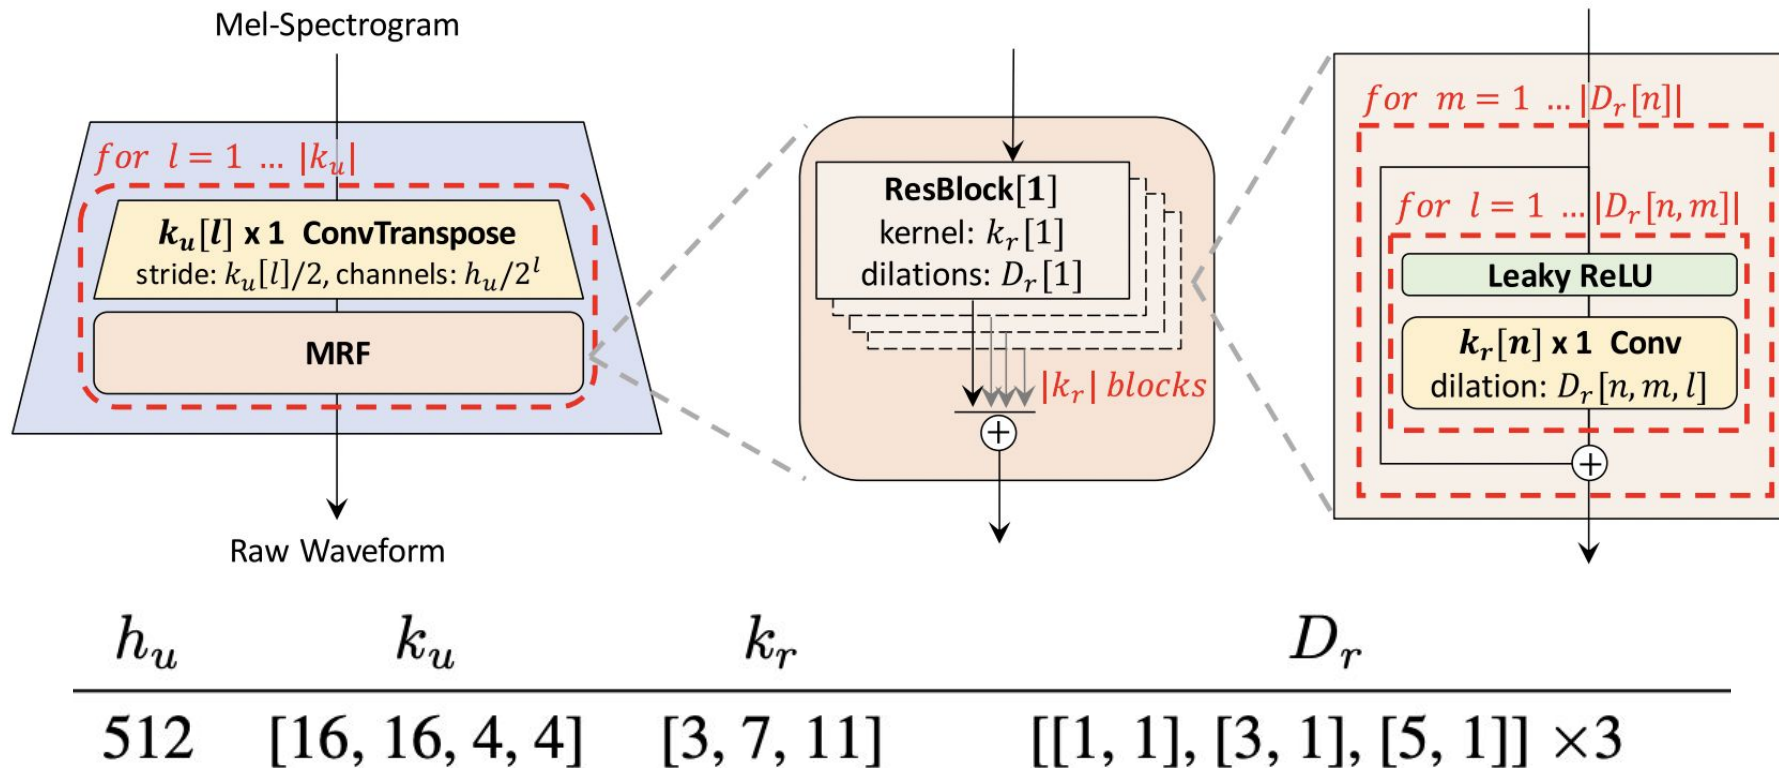 Mel-Spectrogram
for l = 1 ... |k_u|
k_u[l] x 1 ConvTranspose
stride: k_u[l]/2, channels: h_u/2^l
MRF
Raw Waveform
ResBlock[1]
kernel: k_r[1]
dilations: D_r[1]
|k_r| blocks
+
for m = 1 ... |D_r[n]|
for l = 1 ... |D_r[n, m]|
Leaky ReLU
k_r[n] x 1 Conv
dilation: D_r[n, m, l]
+
h_u k_u k_r D_r
512 [16, 16, 4, 4] [3, 7, 11] [[1, 1], [3, 1], [5, 1]] ×3